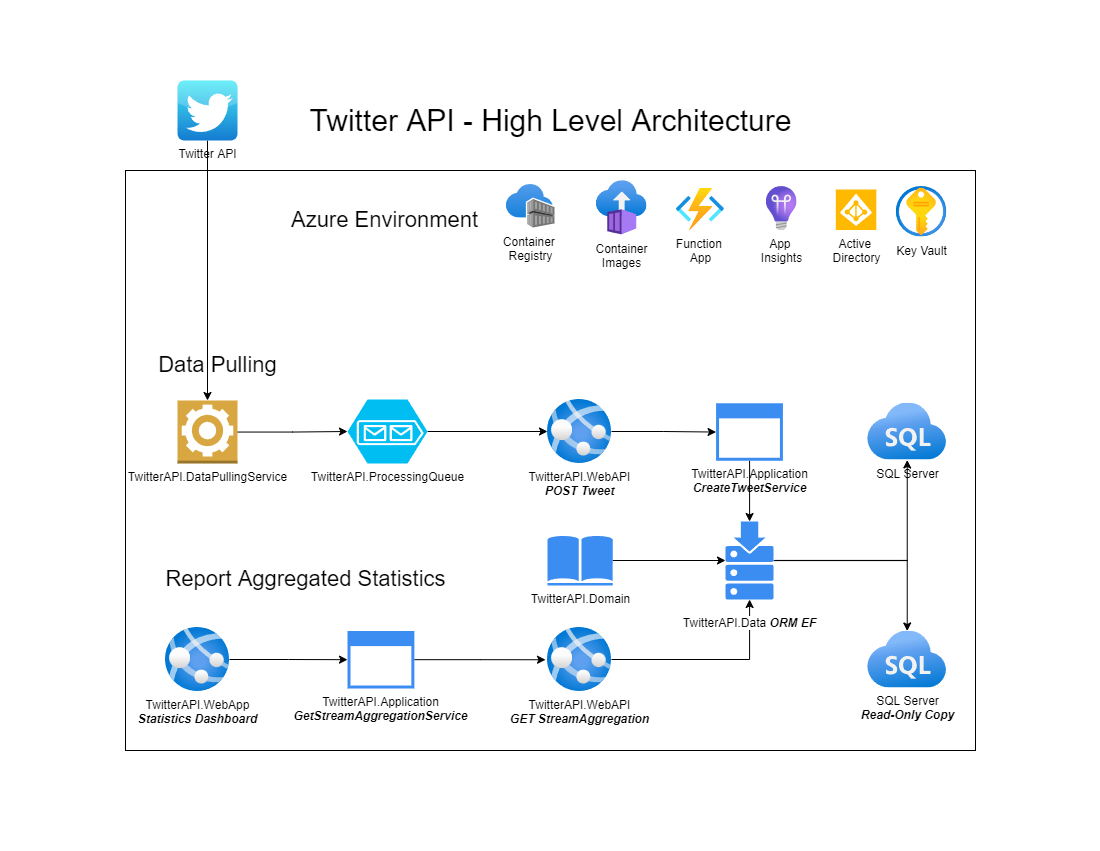 Twitter API - High Level Architecture
Twitter API
Azure Environment
Container
Registry
Container
Images
Function
App
App
Insights
Active
Directory
Key Vault
Data Pulling
TwitterAPI.DataPullingService
TwitterAPI.ProcessingQueue
TwitterAPI.WebAPI
POST Tweet
TwitterAPI.Application
CreateTweetService
SQL
SQL Server
TwitterAPI.Domain
TwitterAPI.Data ORM EF
Report Aggregated Statistics
TwitterAPI.WebApp
Statistics Dashboard
TwitterAPI.Application
GetStreamAggregationService
TwitterAPI.WebAPI
GET StreamAggregation
SQL
SQL Server
Read-Only Copy